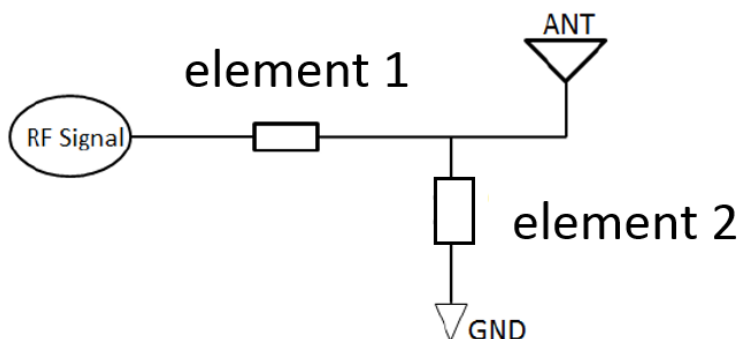 ANT
element 1
RF Signal
element 2
GND